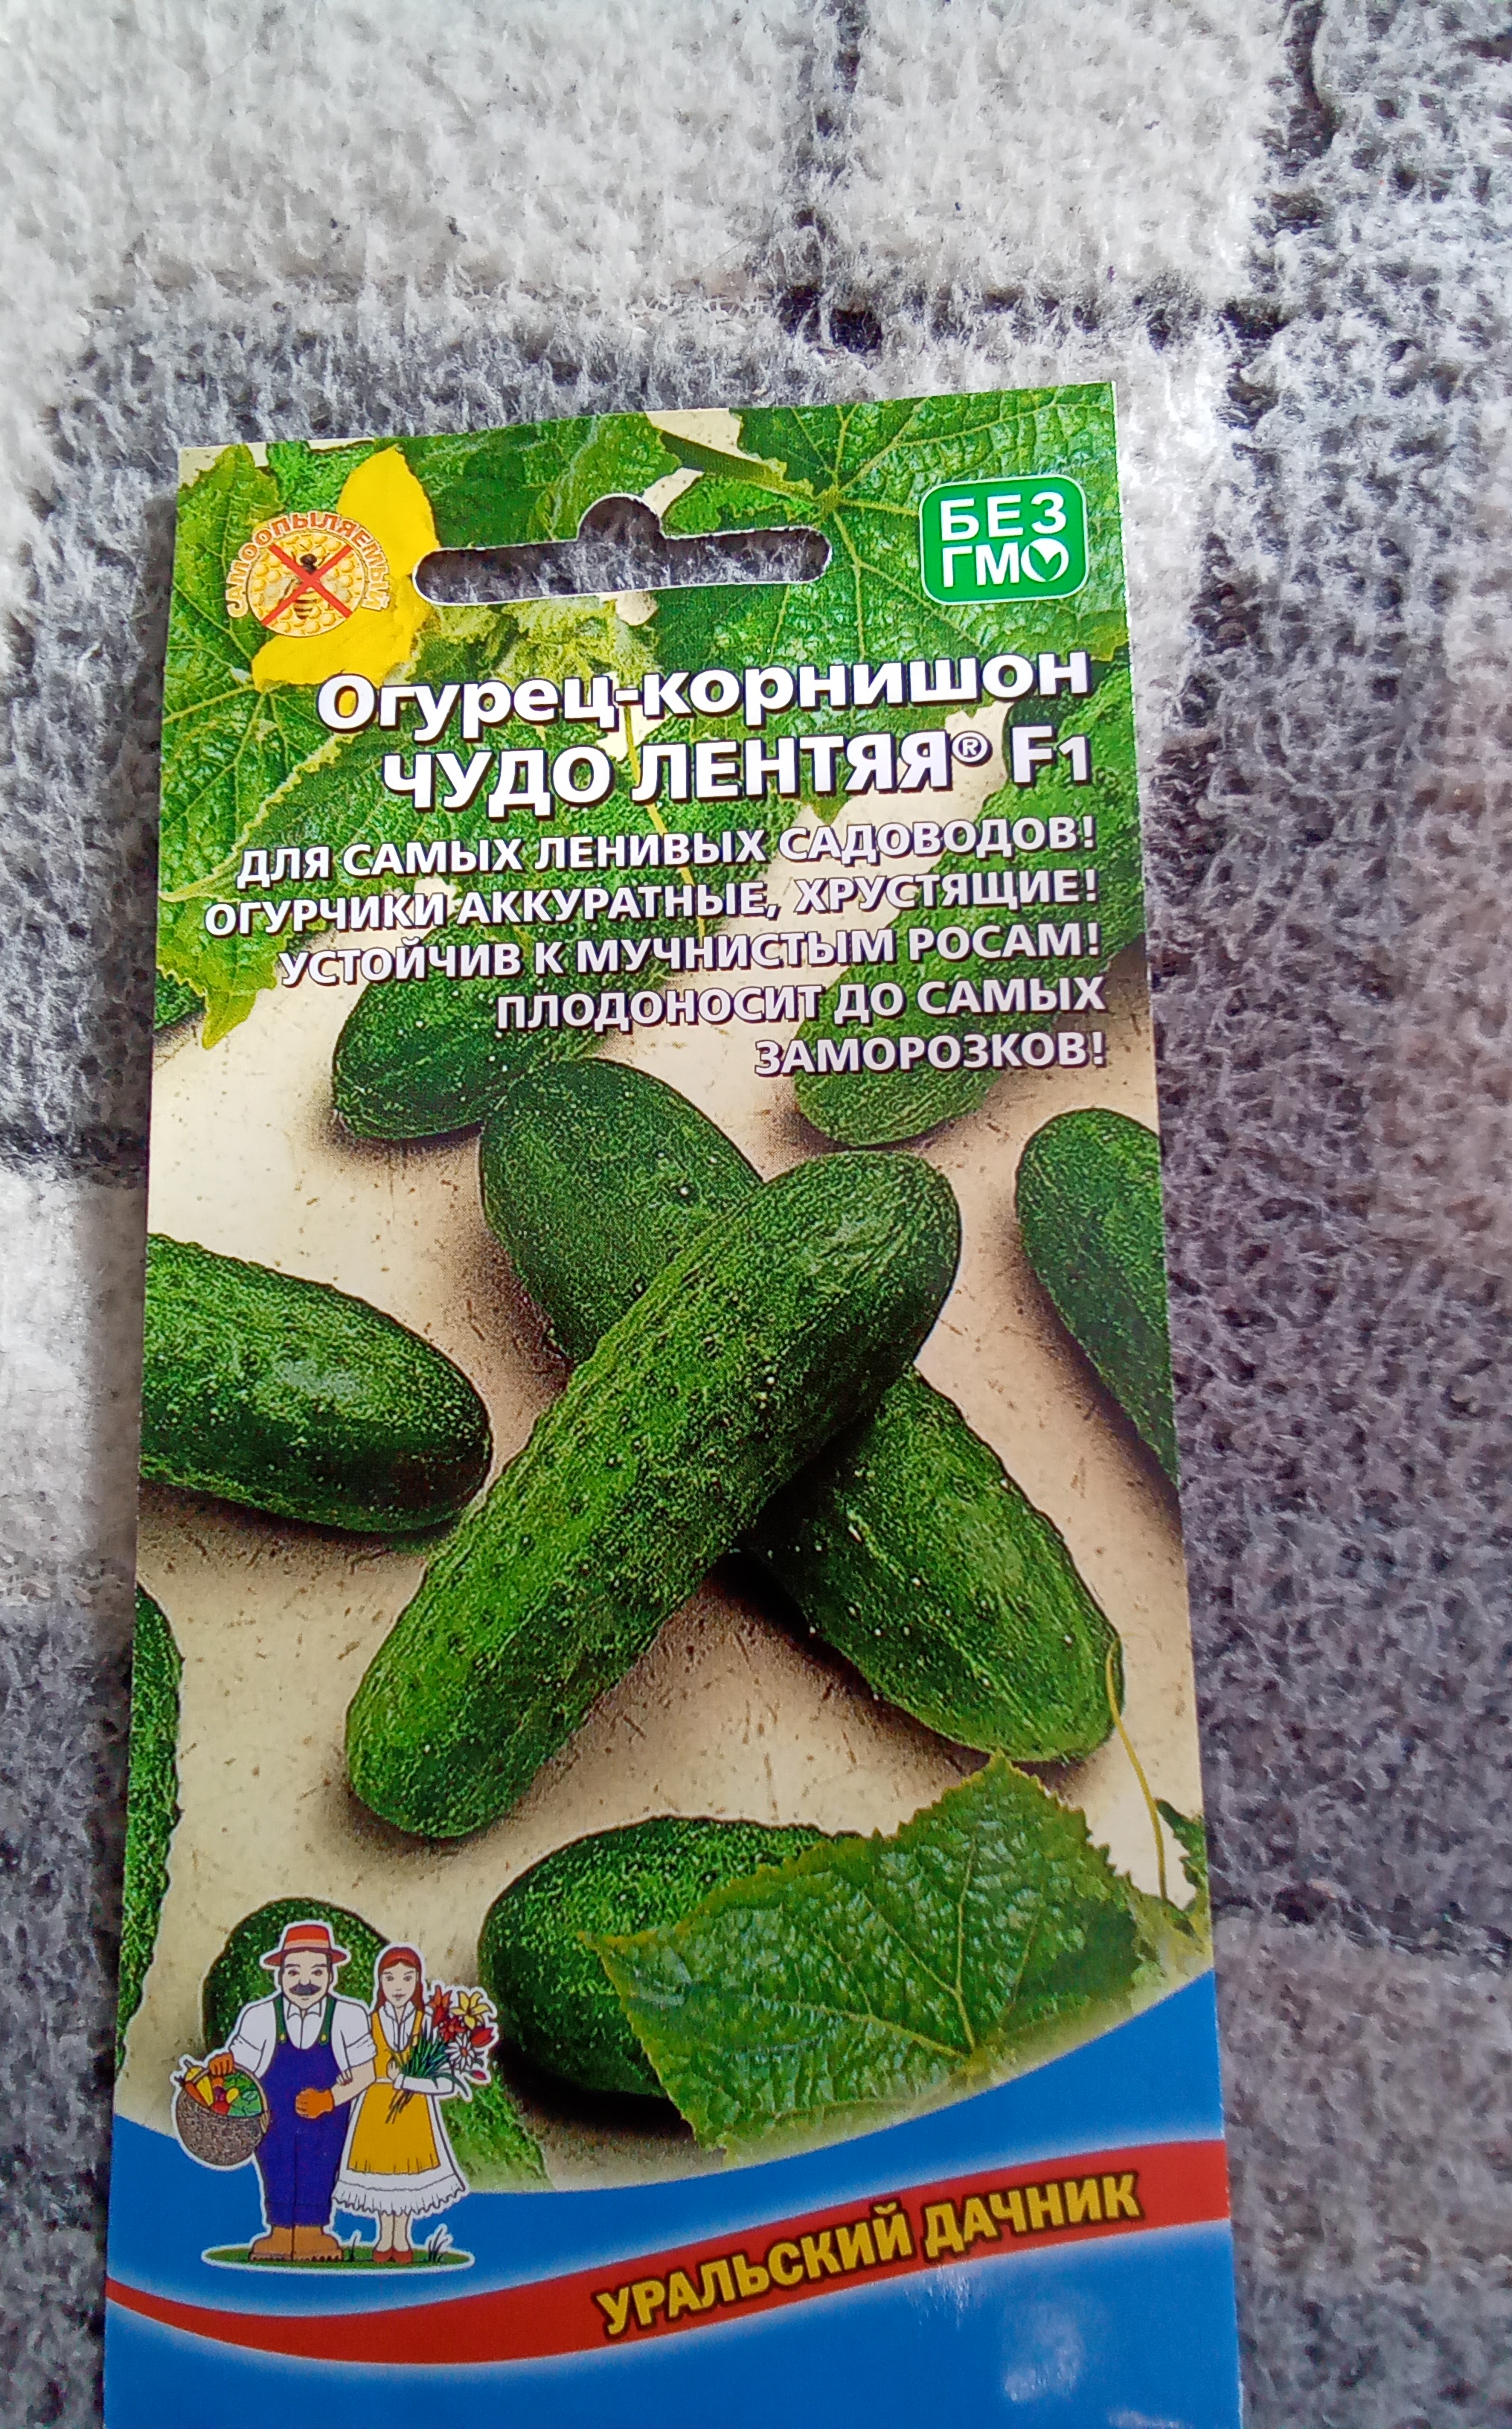 САМООПЫЛЯЕМЫЙ
БЕЗ
ГМО
Огурец-корнишон
ЧУДО ЛЕНТЯЯ® F1
ДЛЯ САМЫХ ЛЕНИВЫХ САДОВОДОВ!
ОГУРЧИКИ АККУРАТНЫЕ, ХРУСТЯЩИЕ!
УСТОЙЧИВ К МУЧНИСТЫМ РОСАМ!
ПЛОДОНОСИТ ДО САМЫХ
ЗАМОРОЗКОВ!
УРАЛЬСКИЙ ДАЧНИК